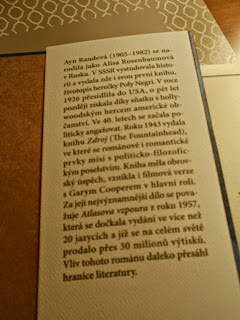 Ayn Randová (1905–1982) se na-
rodila jako Alisa Rosenbaumová
v Rusku. V SSSR vystudovala histo-
rii a vydala zde i svou první knihu,
životopis herečky Poly Negri. V roce
1926 přesídlila do USA, o pět let
později získala díky sňatku s holly-
woodským hercem americké ob-
čanství. Ve 40. letech se začala po-
liticky angažovat. Roku 1943 vydala
knihu Zdroj (The Fountainhead),
ve které se románové i romantické
prvky mísí s politicko-filozofic-
kým poselstvím. Kniha měla obrov-
ský úspěch, vznikla i filmová verze
s Garym Cooperem v hlavní roli.
Za její nejvýznamnější dílo se pova-
žuje Atlasova vzpoura z roku 1957,
která se dočkala vydání ve více než
20 jazycích a jíž se na celém světě
prodalo přes 30 milionů výtisků.
Vliv tohoto románu daleko přesáhl
hranice literatury.